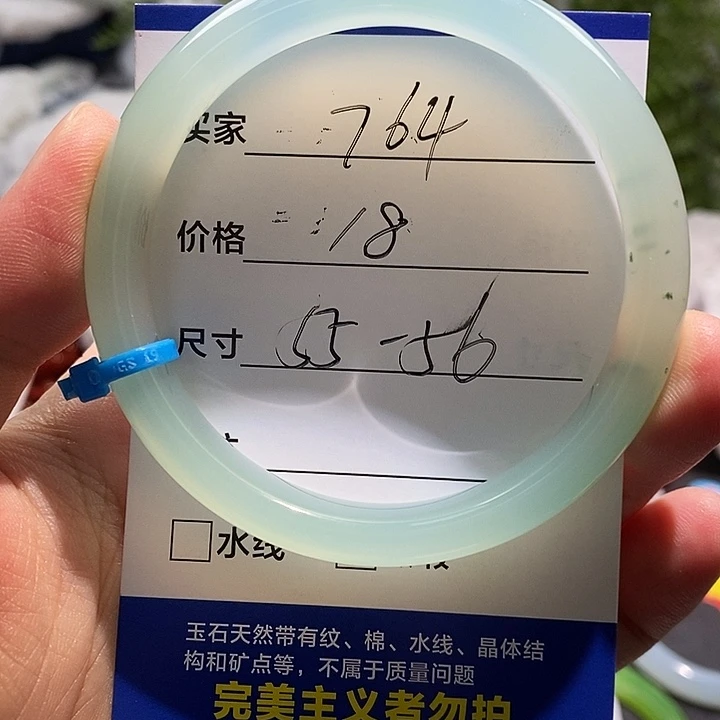 买家 764
价格 18
尺寸 55-56
水线
玉石天然带有纹、棉、水线、晶体结
构和矿点等，不属于质量问题
完美主义者勿拍